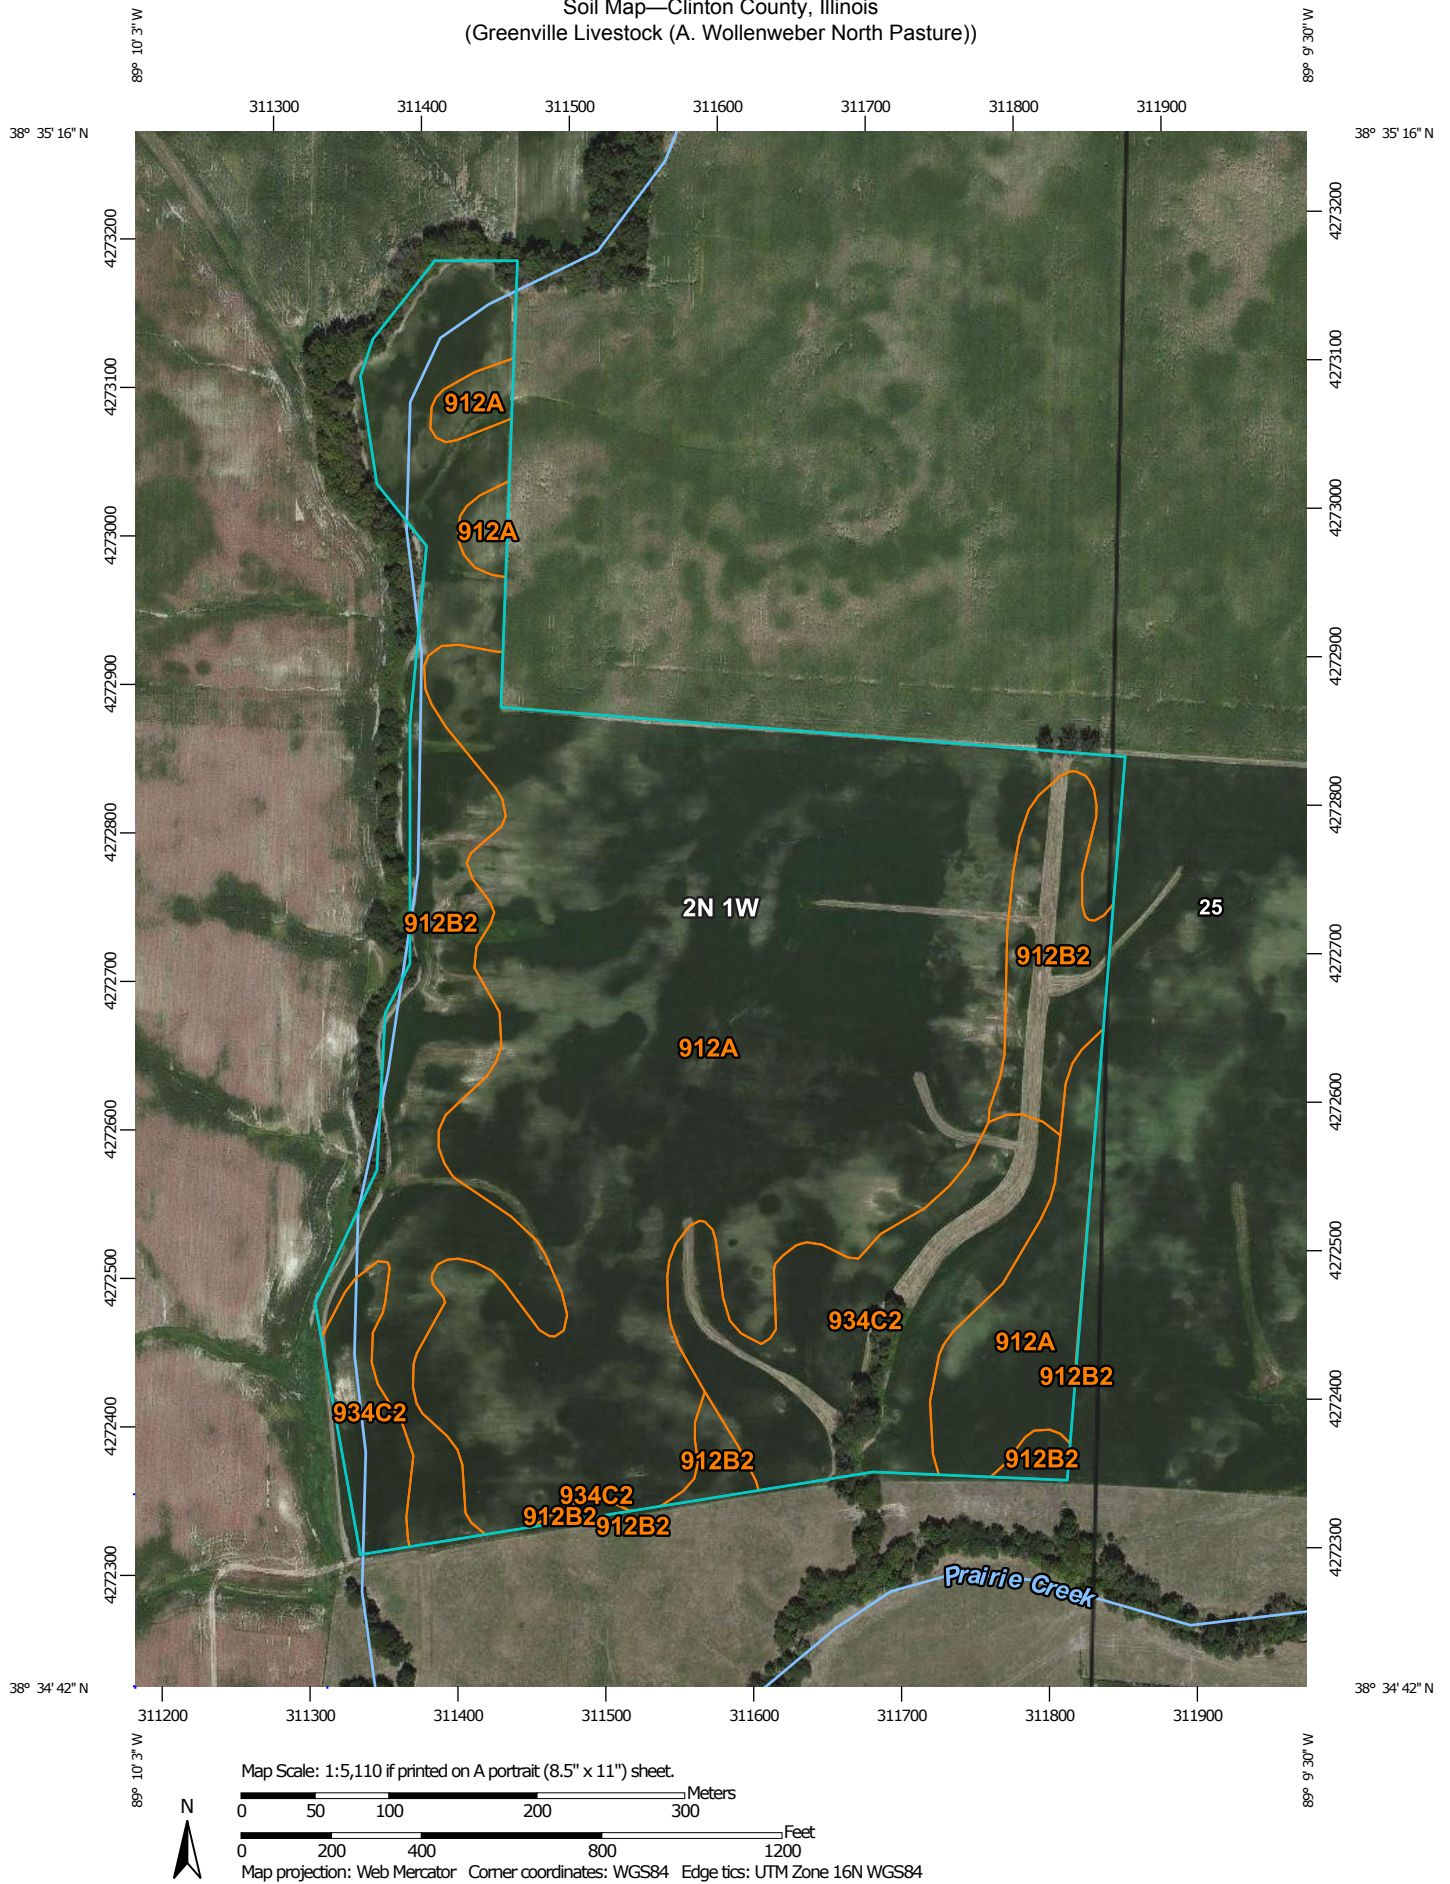 Soil Map—Clinton County, Illinois
(Greenville Livestock (A. Wollenweber North Pasture))
89° 10' 3'' W
89° 9' 30'' W
311300 311400 311500 311600 311700 311800 311900
38° 35' 16'' N
38° 35' 16'' N
4273200
4273200
4273100
4273100
912A
4273000
4273000
912A
4272900
4272900
4272800
4272800
2N 1W
25
912B2
912B2
4272700
4272700
912A
4272600
4272600
4272500
4272500
934C2
912A
912B2
4272400
4272400
934C2
912B2
912B2
934C2
912B2
912B2
4272300
4272300
Prairie Creek
38° 34' 42'' N
38° 34' 42'' N
311200 311300 311400 311500 311600 311700 311800 311900
89° 10' 3'' W
89° 9' 30'' W
Map Scale: 1:5,110 if printed on A portrait (8.5" x 11") sheet.
Meters
N
0 50 100 200 300
Feet
0 200 400 800 1200
Map projection: Web Mercator Corner coordinates: WGS84 Edge tics: UTM Zone 16N WGS84